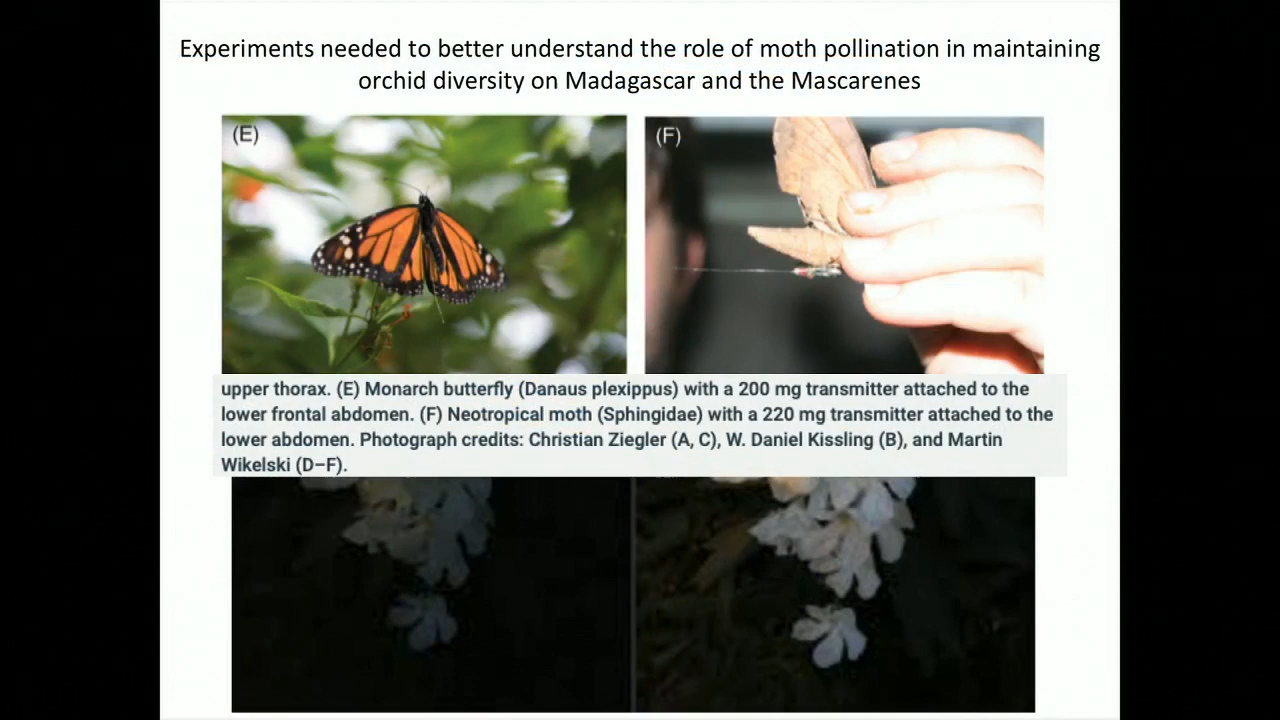 Experiments needed to better understand the role of moth pollination in maintaining
orchid diversity on Madagascar and the Mascarenes
(E)
(F)
upper thorax. (E) Monarch butterfly (Danaus plexippus) with a 200 mg transmitter attached to the
lower frontal abdomen. (F) Neotropical moth (Sphingidae) with a 220 mg transmitter attached to the
lower abdomen. Photograph credits: Christian Ziegler (A, C), W. Daniel Kissling (B), and Martin
Wikelski (D–F).